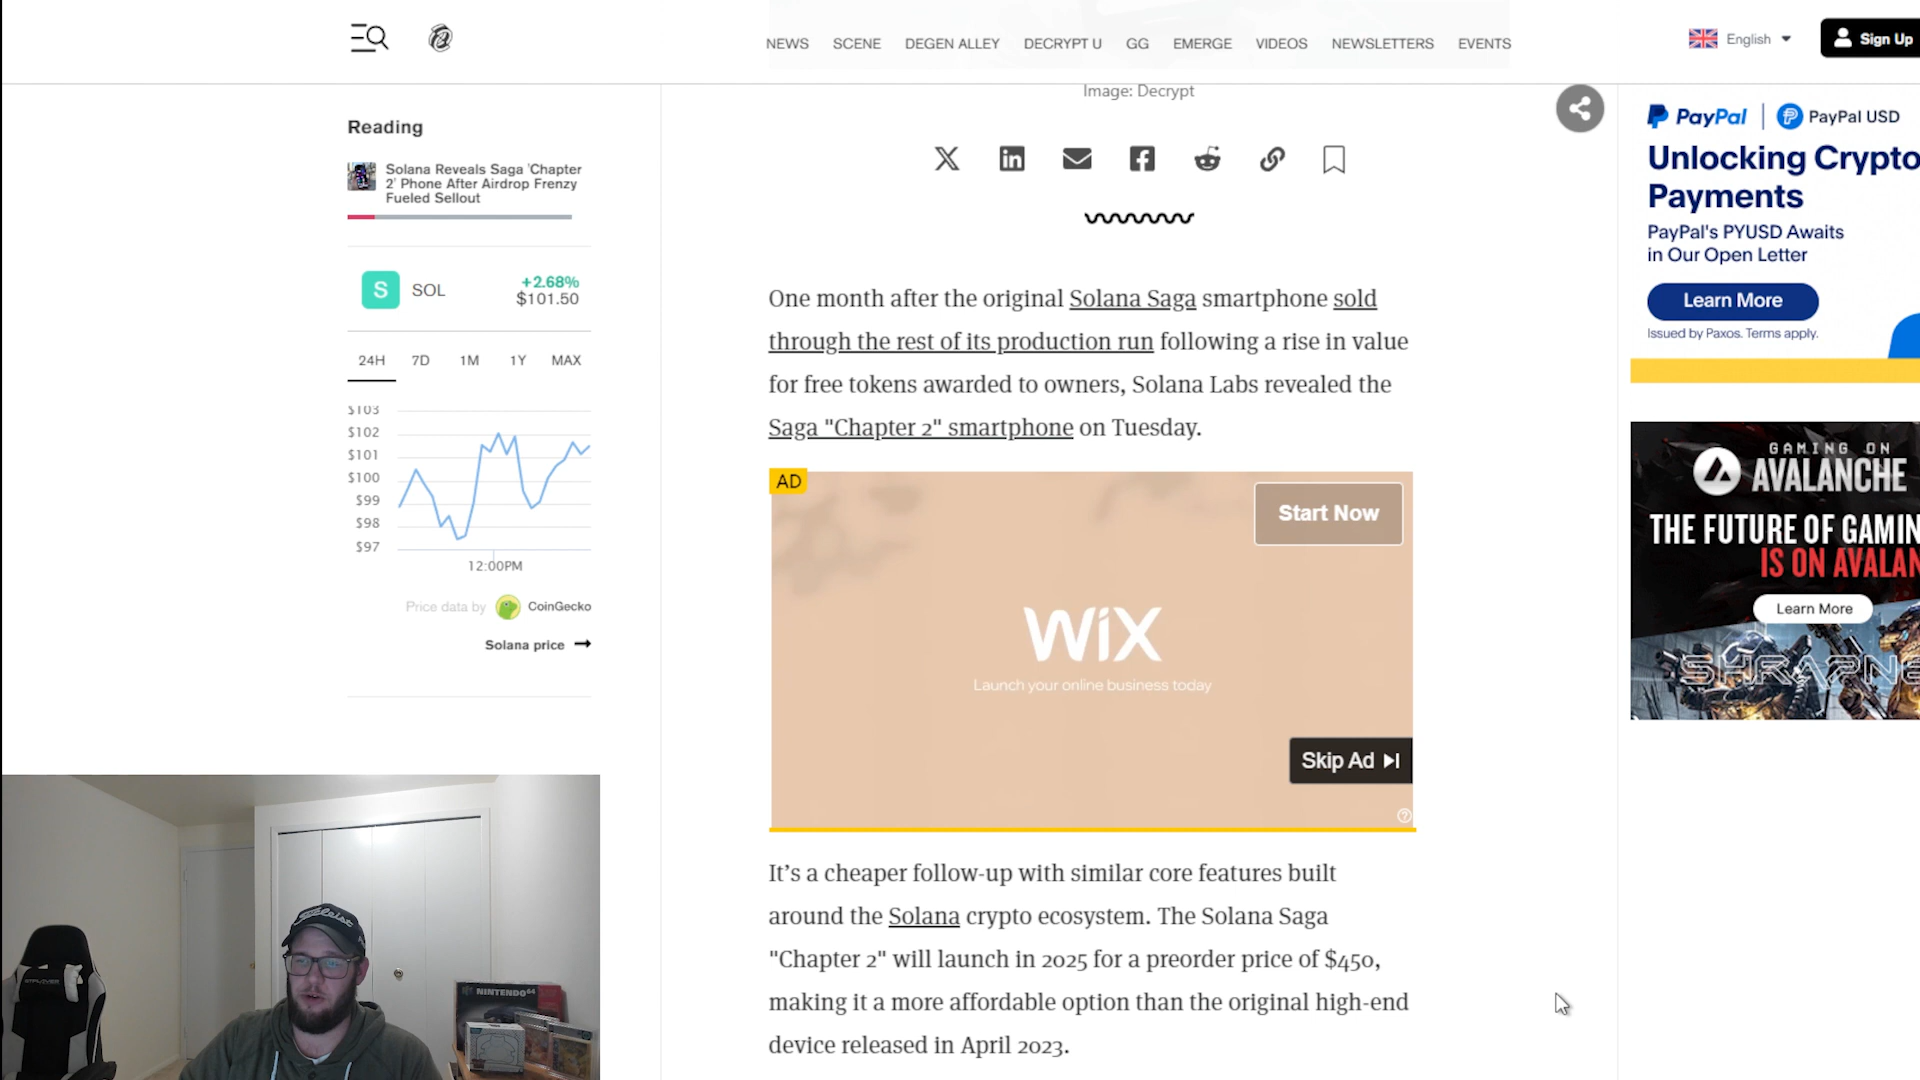 NEWS SCENE DEGEN ALLEY DECRYPT U GG EMERGE VIDEOS NEWSLETTERS EVENTS
English
Sign Up
Reading
Solana Reveals Saga 'Chapter
2' Phone After Airdrop Frenzy
Fueled Sellout
S SOL +2.68%
$101.50
24H 7D 1M 1Y MAX
$103
$102
$101
$100
$99
$98
$97
12:00PM
Price data by CoinGecko
Solana price
Image: Decrypt
One month after the original Solana Saga smartphone sold
through the rest of its production run following a rise in value
for free tokens awarded to owners, Solana Labs revealed the
Saga "Chapter 2" smartphone on Tuesday.
AD
Start Now
WiX
Launch your online business today
Skip Ad
It's a cheaper follow-up with similar core features built
around the Solana crypto ecosystem. The Solana Saga
"Chapter 2" will launch in 2025 for a preorder price of $450,
making it a more affordable option than the original high-end
device released in April 2023.
PayPal | PayPal USD
Unlocking Crypto
Payments
PayPal's PYUSD Awaits
in Our Open Letter
Learn More
Issued by Paxos. Terms apply.
GAMING ON
AVALANCHE
THE FUTURE OF GAMIN
IS ON AVALAN
Learn More
SHRAPNE
Titleist
NINTENDO 64